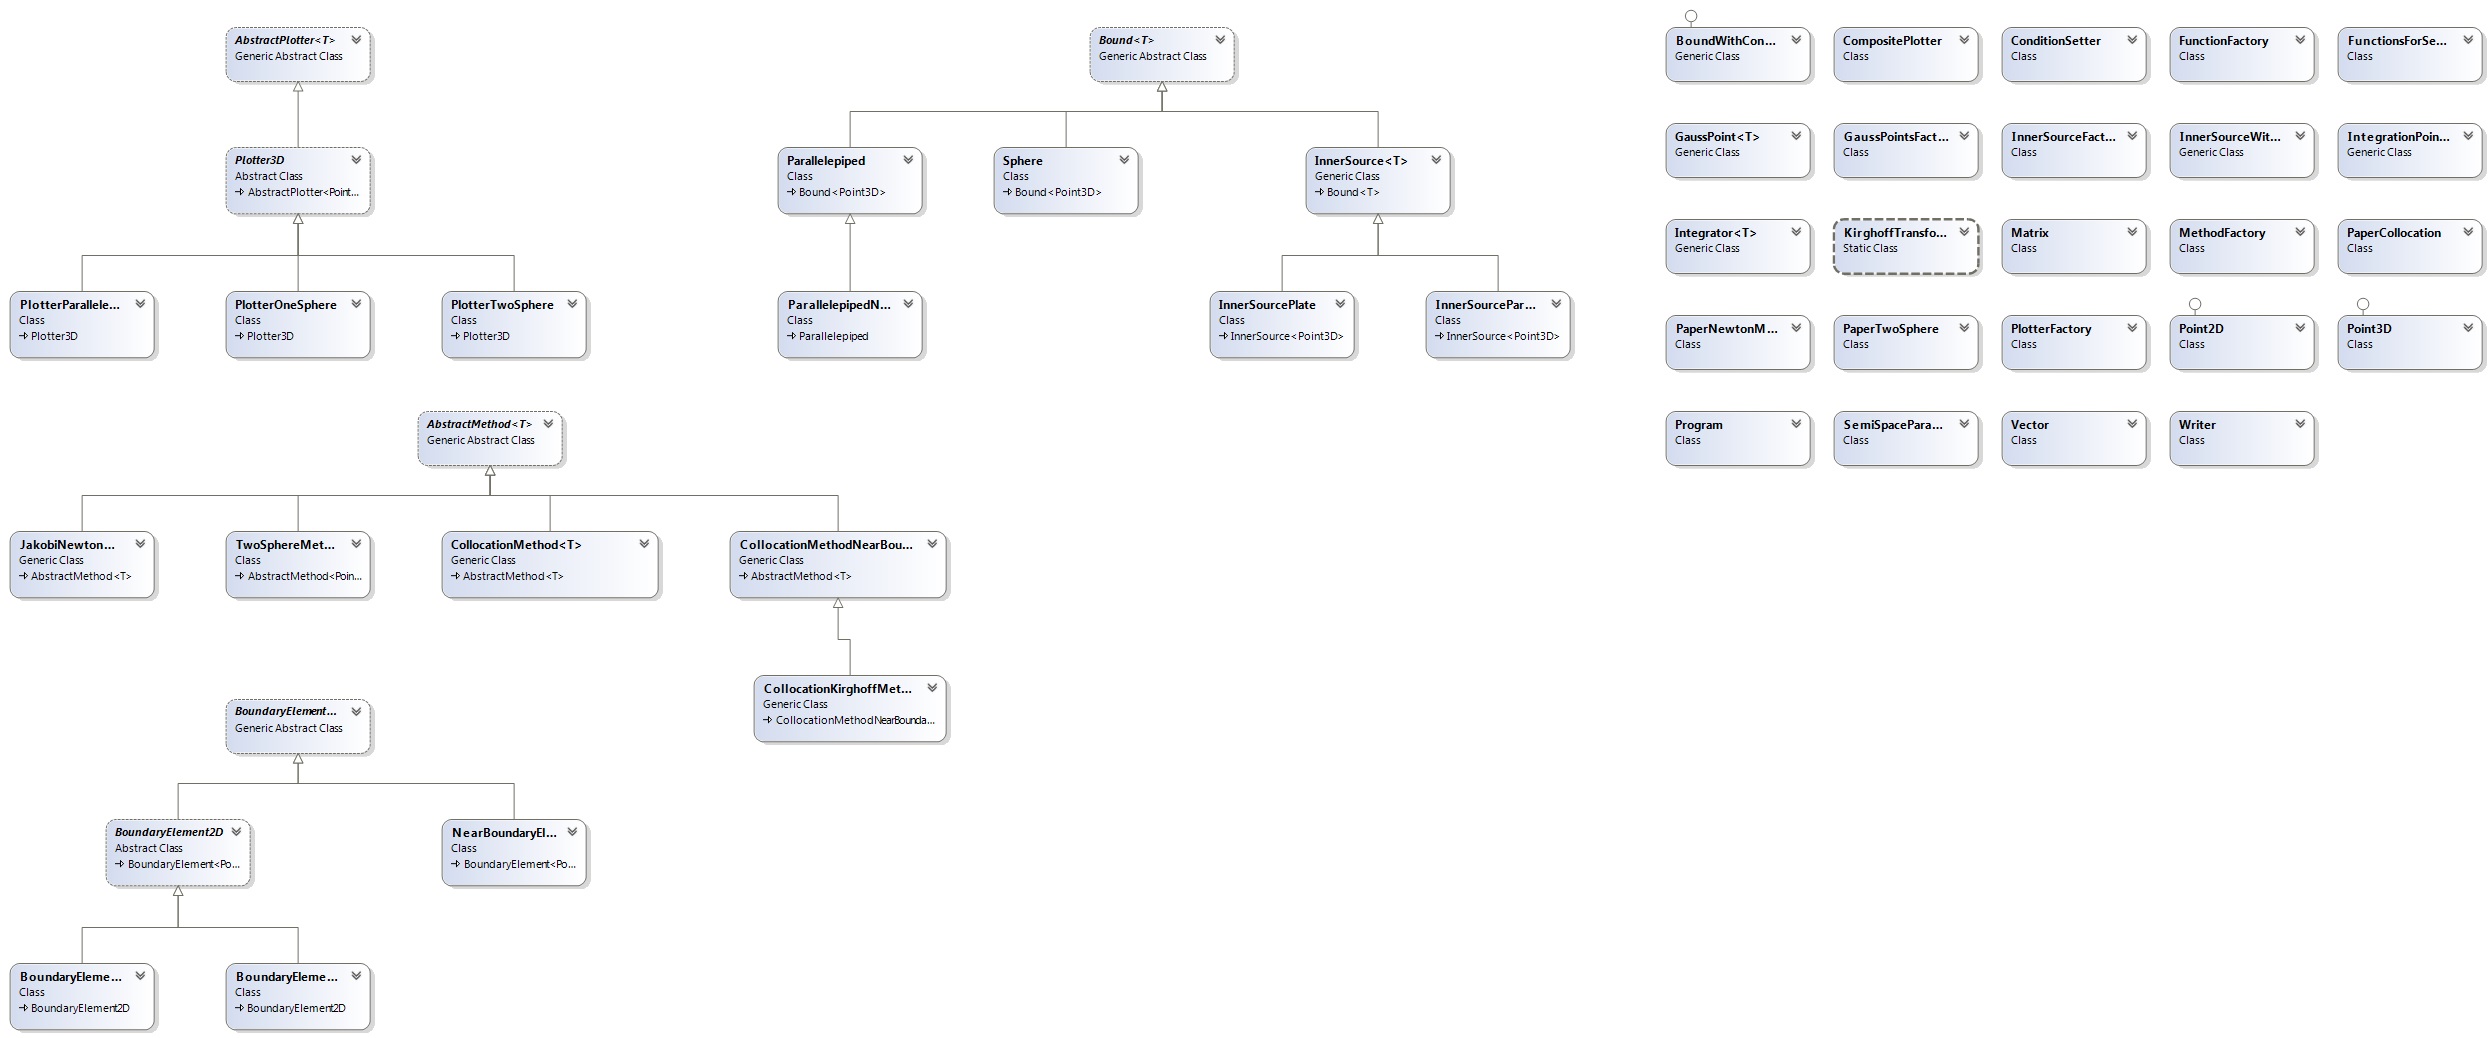 AbstractPlotter<T>
Generic Abstract Class
Plotter3D
Abstract Class
AbstractPlotter<Point...
PlotterParallele...
Class
Plotter3D
PlotterOneSphere
Class
Plotter3D
PlotterTwoSphere
Class
Plotter3D
Bound<T>
Generic Abstract Class
Parallelepiped
Class
Bound<Point3D>
Sphere
Class
Bound<Point3D>
InnerSource<T>
Generic Class
Bound<T>
ParallelepipedN...
Class
Parallelepiped
InnerSourcePlate
Class
InnerSource<Point3D>
InnerSourcePar...
Class
InnerSource<Point3D>
AbstractMethod<T>
Generic Abstract Class
JakobiNewton...
Generic Class
AbstractMethod<T>
TwoSphereMet...
Class
AbstractMethod<Poin...
CollocationMethod<T>
Generic Class
AbstractMethod<T>
CollocationMethodNearBou...
Generic Class
AbstractMethod<T>
CollocationKirghoffMet...
Generic Class
CollocationMethodNearBounda...
BoundaryElement...
Generic Abstract Class
BoundaryElement2D
Abstract Class
BoundaryElement<Po...
NearBoundaryEl...
Class
BoundaryElement<Po...
BoundaryEleme...
Class
BoundaryElement2D
BoundaryEleme...
Class
BoundaryElement2D
BoundWithCon...
Generic Class
CompositePlotter
Class
ConditionSetter
Class
FunctionFactory
Class
FunctionsForSe...
Class
GaussPoint<T>
Generic Class
GaussPointsFact...
Class
InnerSourceFact...
Class
InnerSourceWit...
Generic Class
IntegrationPoin...
Generic Class
Integrator<T>
Generic Class
KirghoffTransfo...
Static Class
Matrix
Class
MethodFactory
Class
PaperCollocation
Class
PaperNewtonM...
Class
PaperTwoSphere
Class
PlotterFactory
Class
Point2D
Class
Point3D
Class
Program
Class
SemiSpacePara...
Class
Vector
Class
Writer
Class